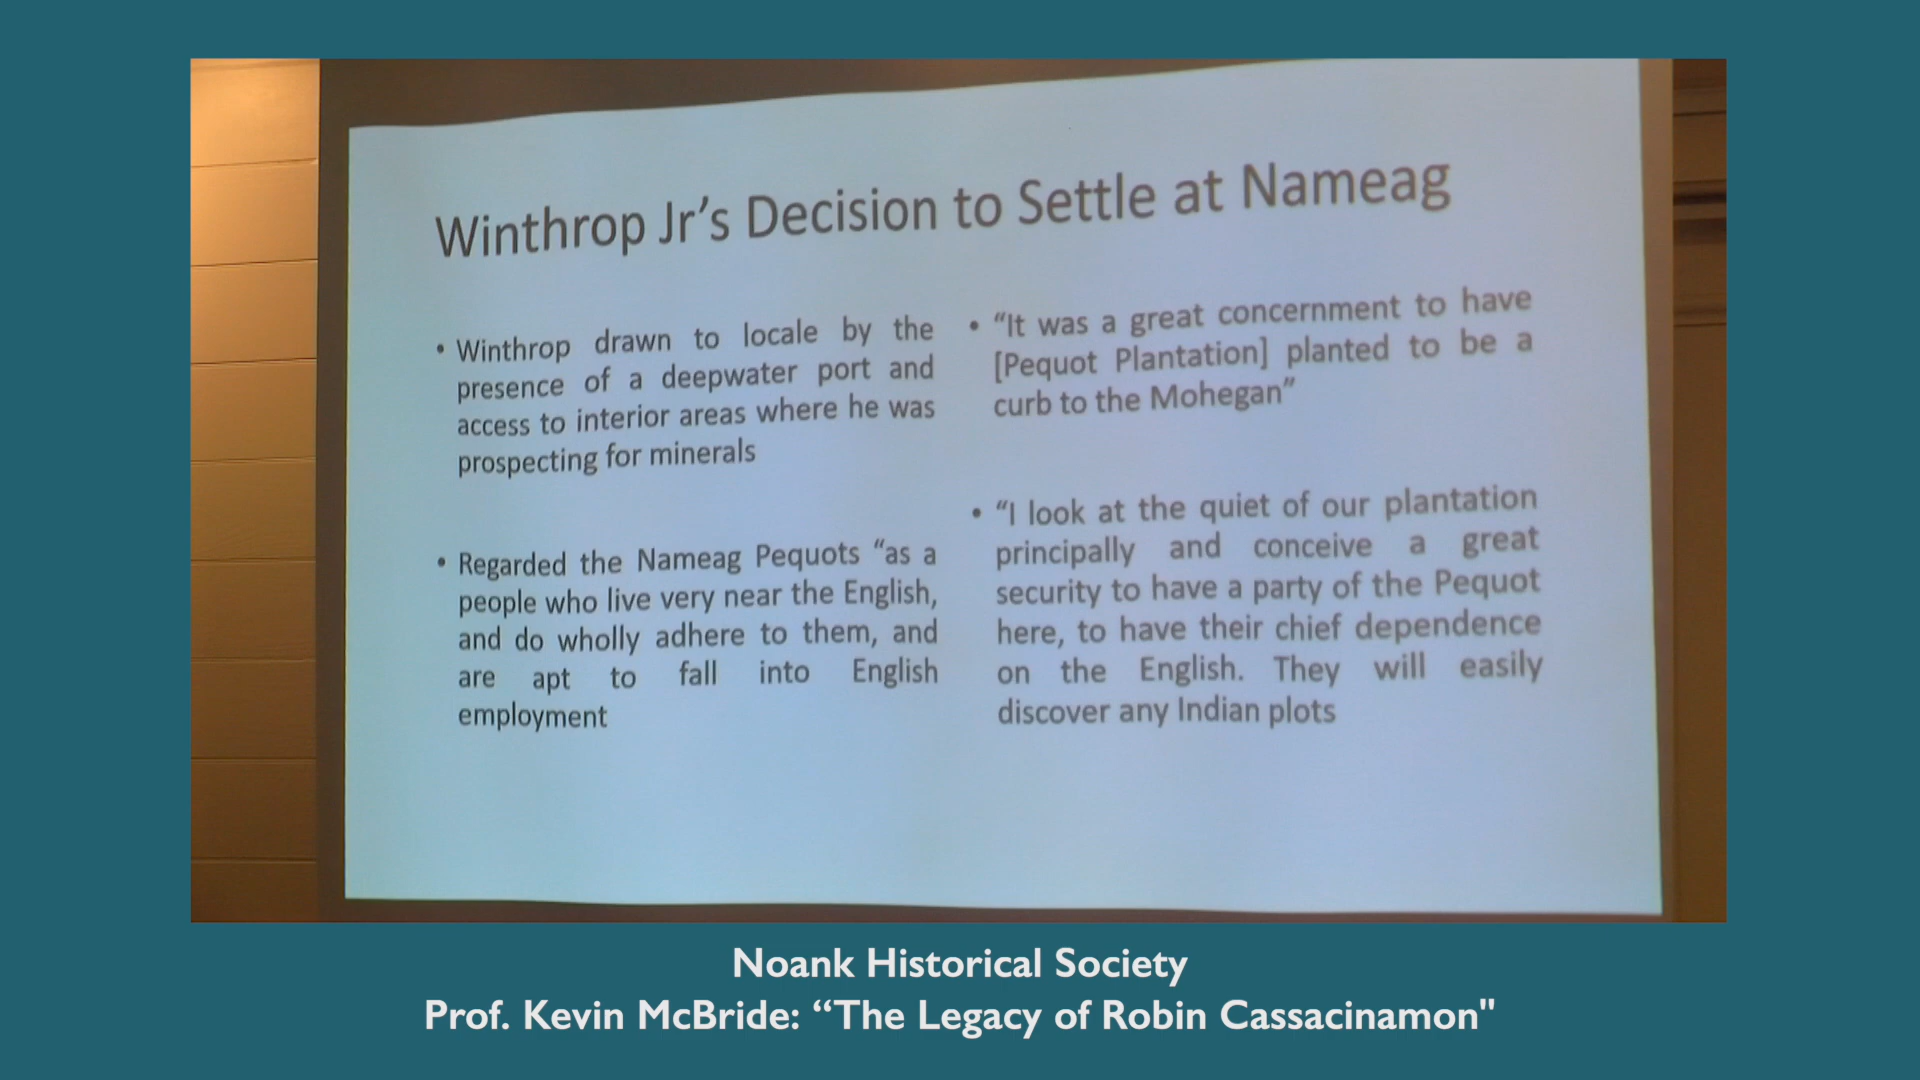 Winthrop Jr’s Decision to Settle at Nameag
• Winthrop drawn to locale by the
presence of a deepwater port and
access to interior areas where he was
prospecting for minerals
• Regarded the Nameag Pequots “as a
people who live very near the English,
and do wholly adhere to them, and
are apt to fall into English
employment
• “It was a great concernment to have
[Pequot Plantation] planted to be a
curb to the Mohegan”
• “I look at the quiet of our plantation
principally and conceive a great
security to have a party of the Pequot
here, to have their chief dependence
on the English. They will easily
discover any Indian plots
Noank Historical Society
Prof. Kevin McBride: “The Legacy of Robin Cassacinamon"